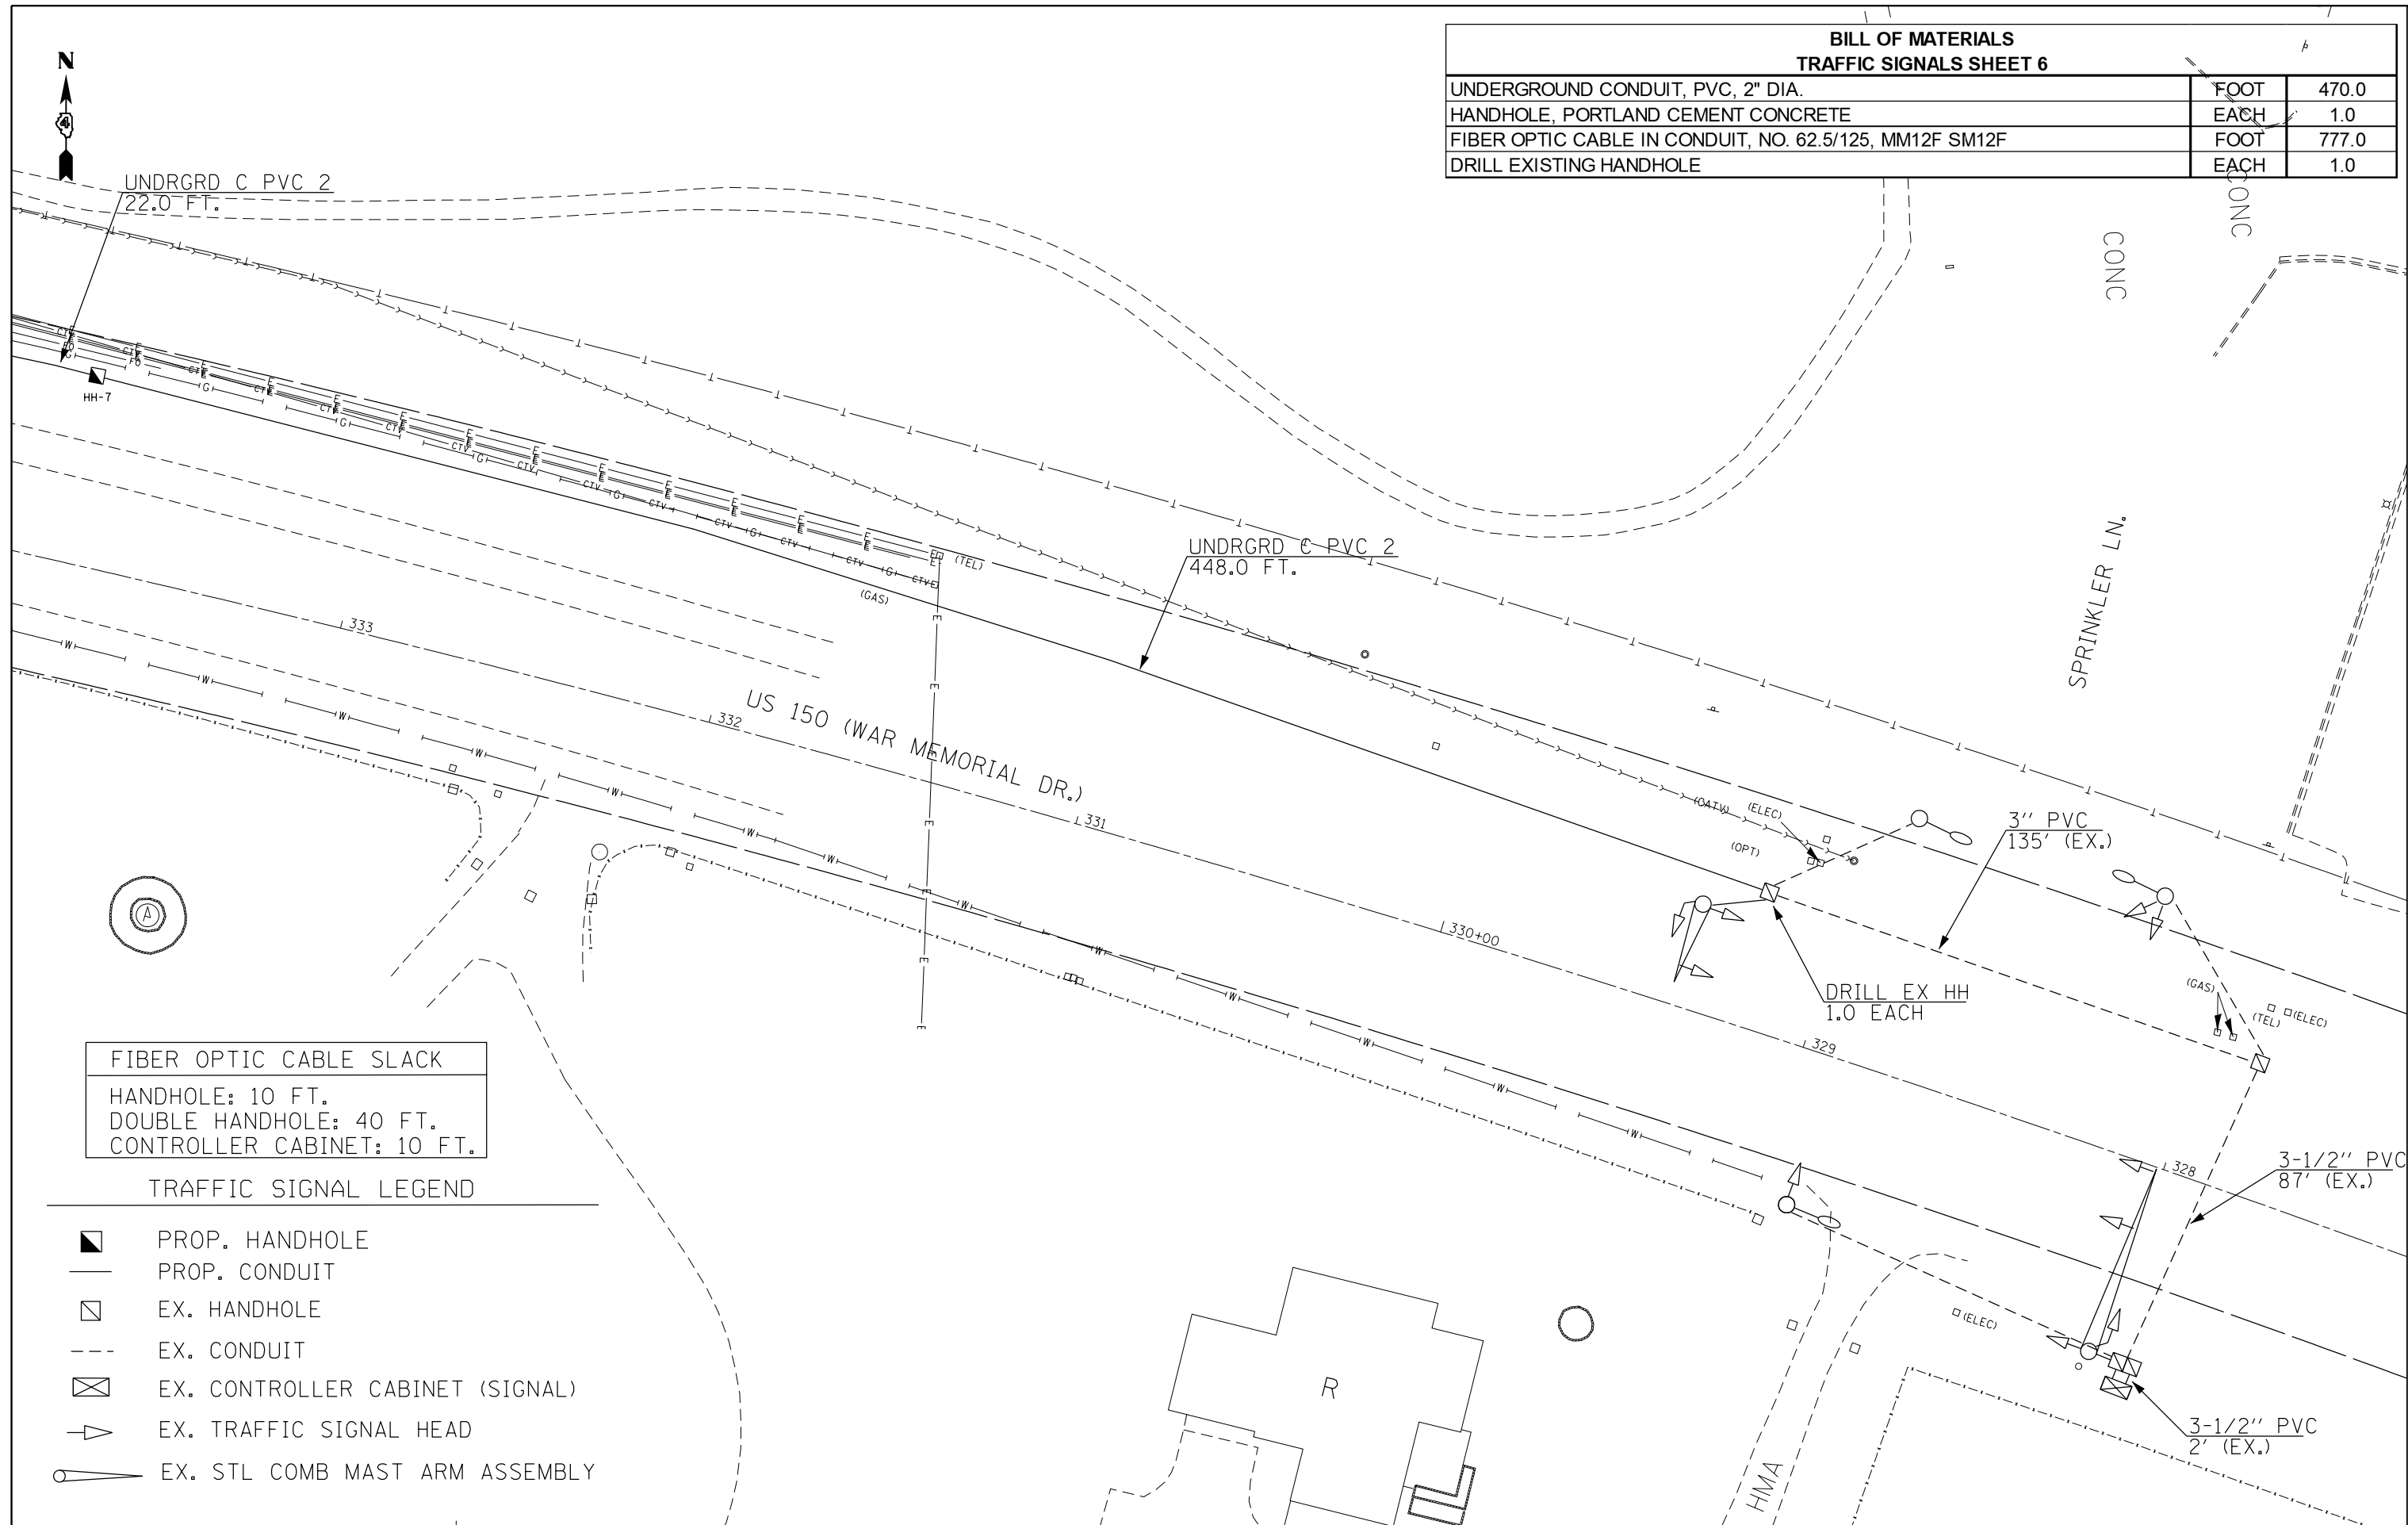 N
4
BILL OF MATERIALS
TRAFFIC SIGNALS SHEET 6
UNDERGROUND CONDUIT, PVC, 2" DIA. FOOT 470.0
HANDHOLE, PORTLAND CEMENT CONCRETE EACH 1.0
FIBER OPTIC CABLE IN CONDUIT, NO. 62.5/125, MM12F SM12F FOOT 777.0
DRILL EXISTING HANDHOLE EACH 1.0
UNDRGRD C PVC 2
22.0 FT.
CONC
CONC
HH-7
UNDRGRD C PVC 2
448.0 FT.
(TEL)
(GAS)
SPRINKLER LN.
333
332
US 150 (WAR MEMORIAL DR.)
331
(CATV)
(ELEC)
(OPT)
3" PVC
135' (EX.)
330+00
DRILL EX HH
1.0 EACH
(GAS)
(TEL)
(ELEC)
329
A
FIBER OPTIC CABLE SLACK
HANDHOLE: 10 FT.
DOUBLE HANDHOLE: 40 FT.
CONTROLLER CABINET: 10 FT.
328
3-1/2" PVC
87' (EX.)
TRAFFIC SIGNAL LEGEND
PROP. HANDHOLE
PROP. CONDUIT
EX. HANDHOLE
EX. CONDUIT
EX. CONTROLLER CABINET (SIGNAL)
EX. TRAFFIC SIGNAL HEAD
EX. STL COMB MAST ARM ASSEMBLY
(ELEC)
R
HMA
3-1/2" PVC
2' (EX.)